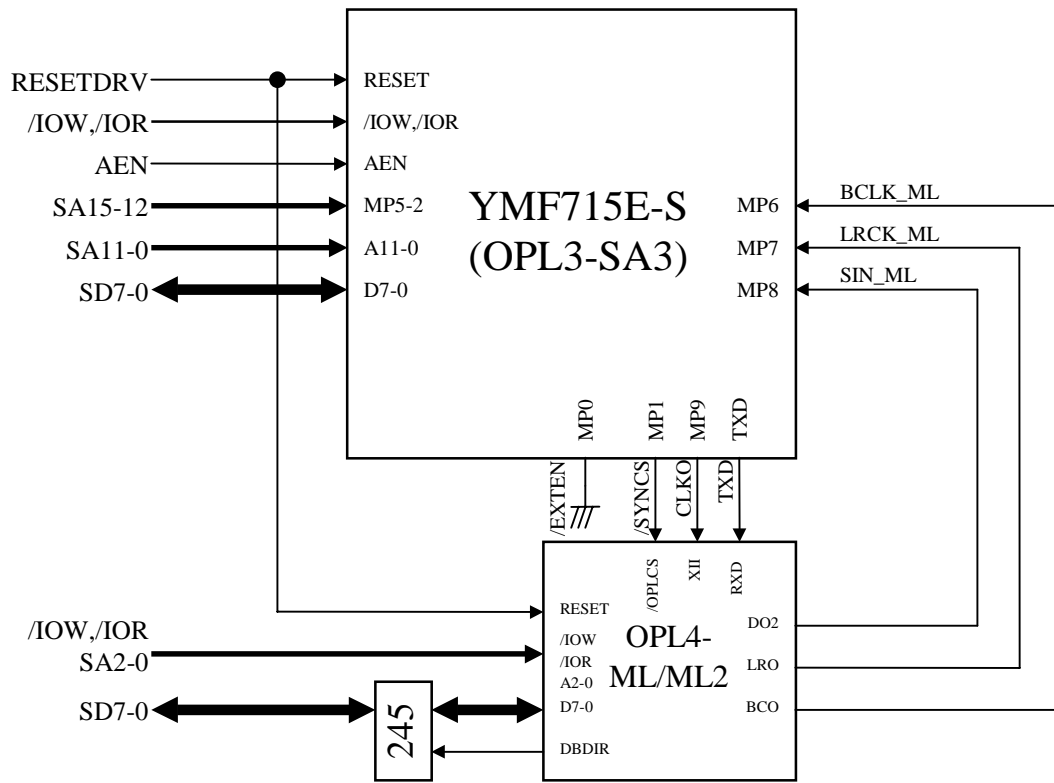 RESETDRV
RESET
/IOW,/IOR
/IOW,/IOR
AEN
AEN
SA15-12
MP5-2
SA11-0
A11-0
SD7-0
D7-0
YMF715E-S
(OPL3-SA3)
MP6
BCLK_ML
MP7
LRCK_ML
MP8
SIN_ML
MP0
MP1
MP9
TXD
/EXTEN
/SYNCS
CLKO
TXD
/OPLCS
XII
RXD
RESET
/IOW,/IOR
SA2-0
/IOW
/IOR
A2-0
OPL4-
ML/ML2
DO2
LRO
BCO
SD7-0
245
D7-0
DBDIR